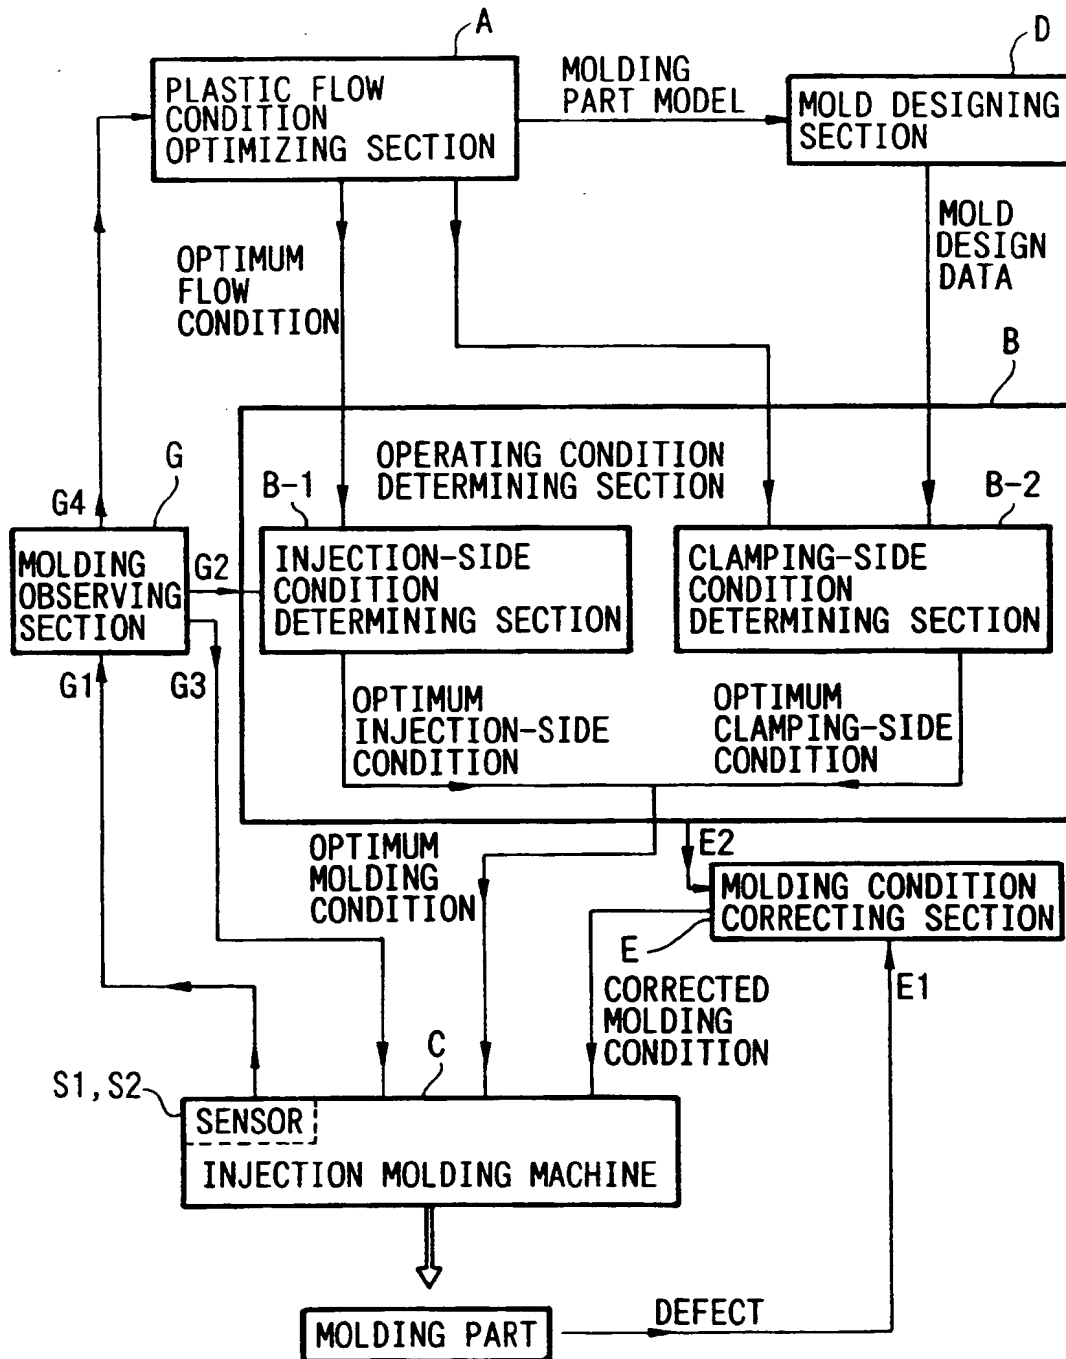 A
D
PLASTIC FLOW
CONDITION
OPTIMIZING SECTION
MOLDING
PART MODEL
MOLD DESIGNING
SECTION
OPTIMUM
FLOW
CONDITION
MOLD
DESIGN
DATA
B
OPERATING CONDITION
DETERMINING SECTION
G
B-1
B-2
G4
MOLDING
OBSERVING
SECTION
G2
INJECTION-SIDE
CONDITION
DETERMINING SECTION
CLAMPING-SIDE
CONDITION
DETERMINING SECTION
G1
G3
OPTIMUM
INJECTION-SIDE
CONDITION
OPTIMUM
CLAMPING-SIDE
CONDITION
OPTIMUM
MOLDING
CONDITION
E2
MOLDING CONDITION
CORRECTING SECTION
E
E1
CORRECTED
MOLDING
CONDITION
C
S1, S2
SENSOR
INJECTION MOLDING MACHINE
MOLDING PART
DEFECT